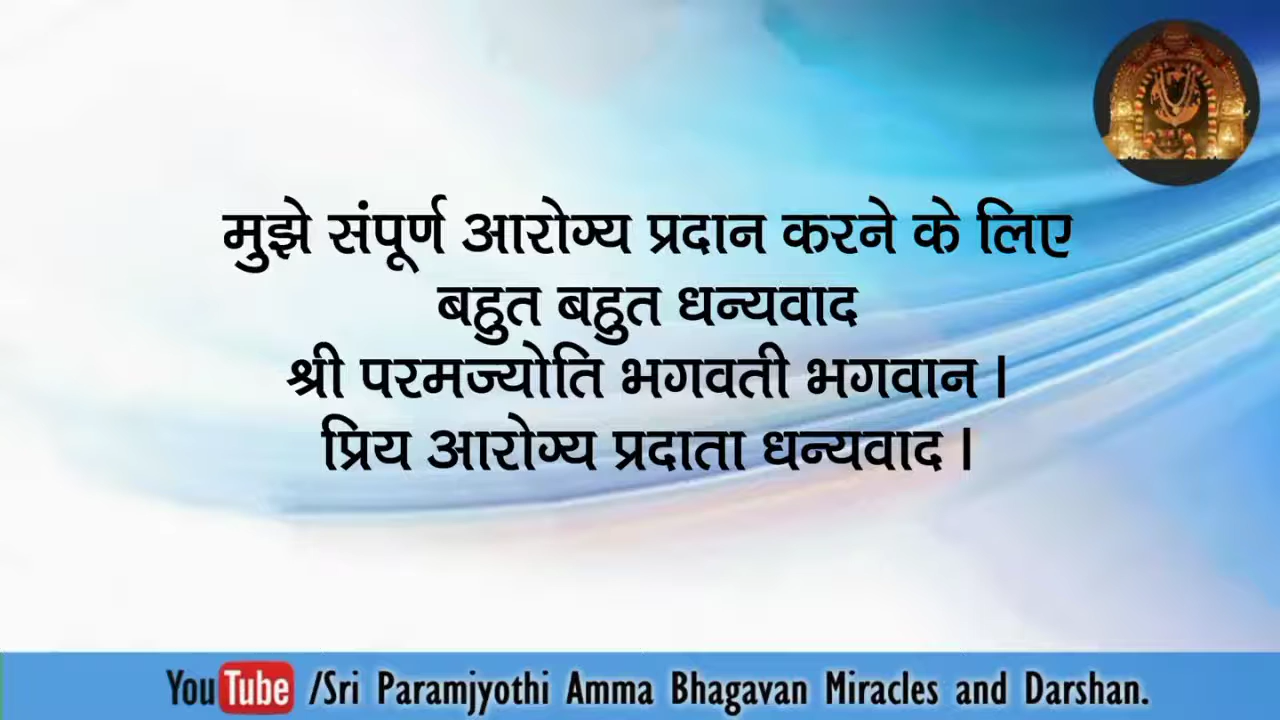 मुझे संपूर्ण आरोग्य प्रदान करने के लिए
बहुत बहुत धन्यवाद
श्री परमज्योति भगवती भगवान ।
प्रिय आरोग्य प्रदाता धन्यवाद ।
YouTube /Sri Paramjyothi Amma Bhagavan Miracles and Darshan.